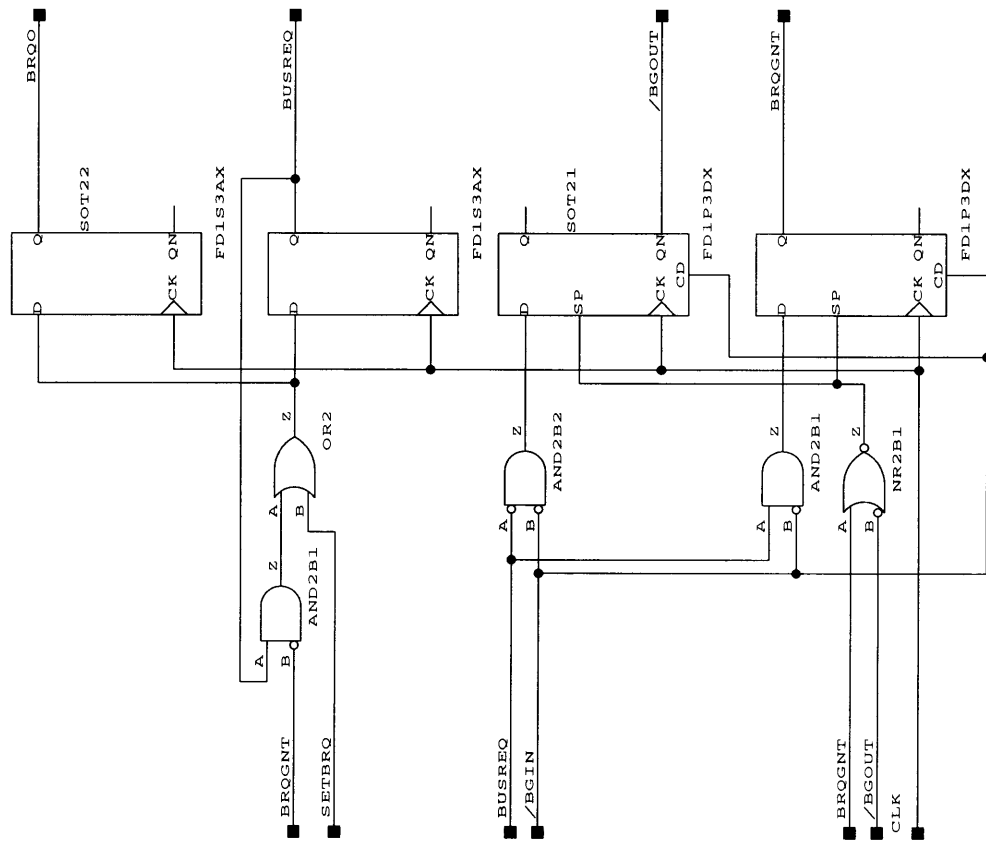 BRQO
BUSREQ
/BGOUT
BRQGNT
SOT22
SOT21
FD1S3AX
FD1S3AX
FD1P3DX
FD1P3DX
Q
QN
Q
QN
Q
QN
Q
QN
CD
CD
D
CK
D
CK
D
SP
CK
D
SP
CK
Z
OR2
A
B
Z
AND2B2
A
B
Z
AND2B1
A
B
Z
NR2B1
A
B
Z
AND2B1
A
B
BRQGNT
SETBRQ
BUSREQ
/BGIN
BRQGNT
/BGOUT
CLK